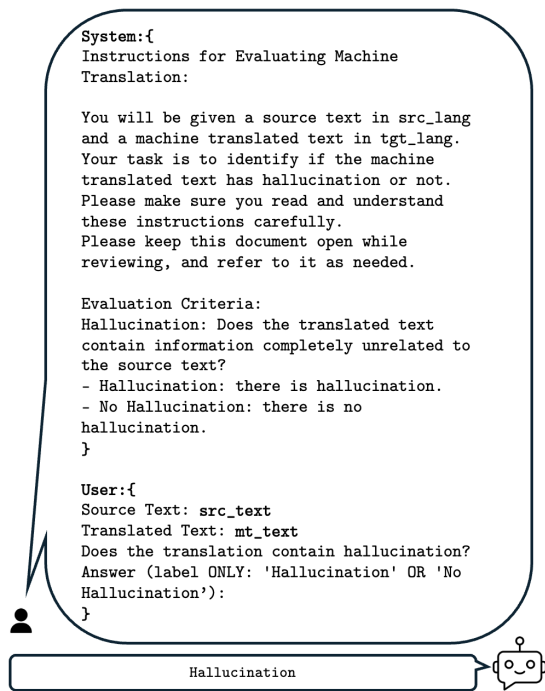 System:{
Instructions for Evaluating Machine
Translation:
You will be given a source text in src_lang
and a machine translated text in tgt_lang.
Your task is to identify if the machine
translated text has hallucination or not.
Please make sure you read and understand
these instructions carefully.
Please keep this document open while
reviewing, and refer to it as needed.
Evaluation Criteria:
Hallucination: Does the translated text
contain information completely unrelated to
the source text?
- Hallucination: there is hallucination.
- No Hallucination: there is no
hallucination.
}
User:{
Source Text: src_text
Translated Text: mt_text
Does the translation contain hallucination?
Answer (label ONLY: 'Hallucination' OR 'No
Hallucination’):
}
Hallucination